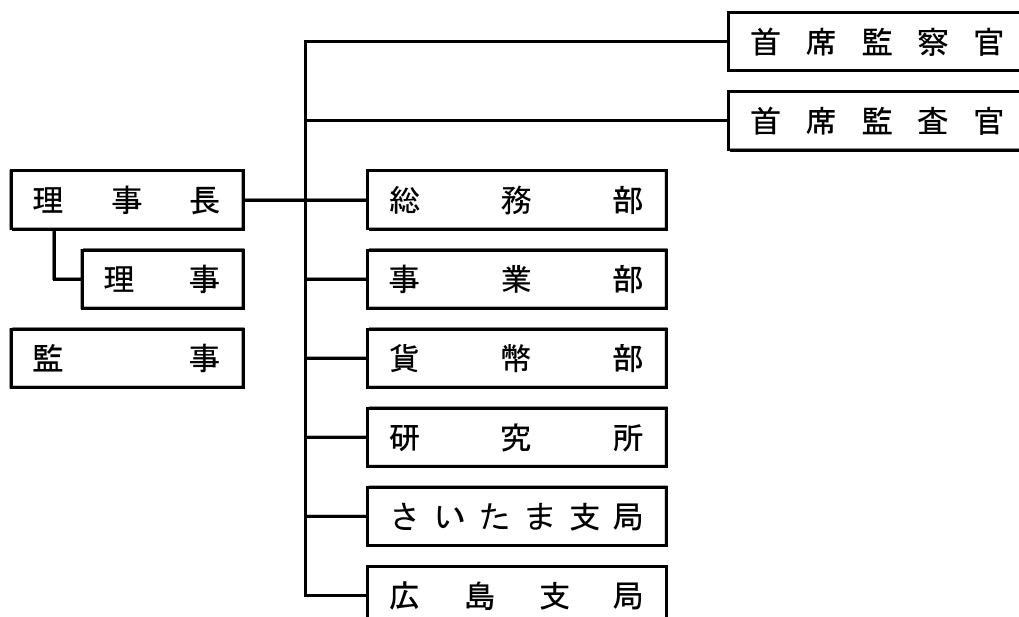 首席監察官
首席監査官
理事長
総務部
理事
事業部
監事
貨幣部
研究所
さいたま支局
広島支局